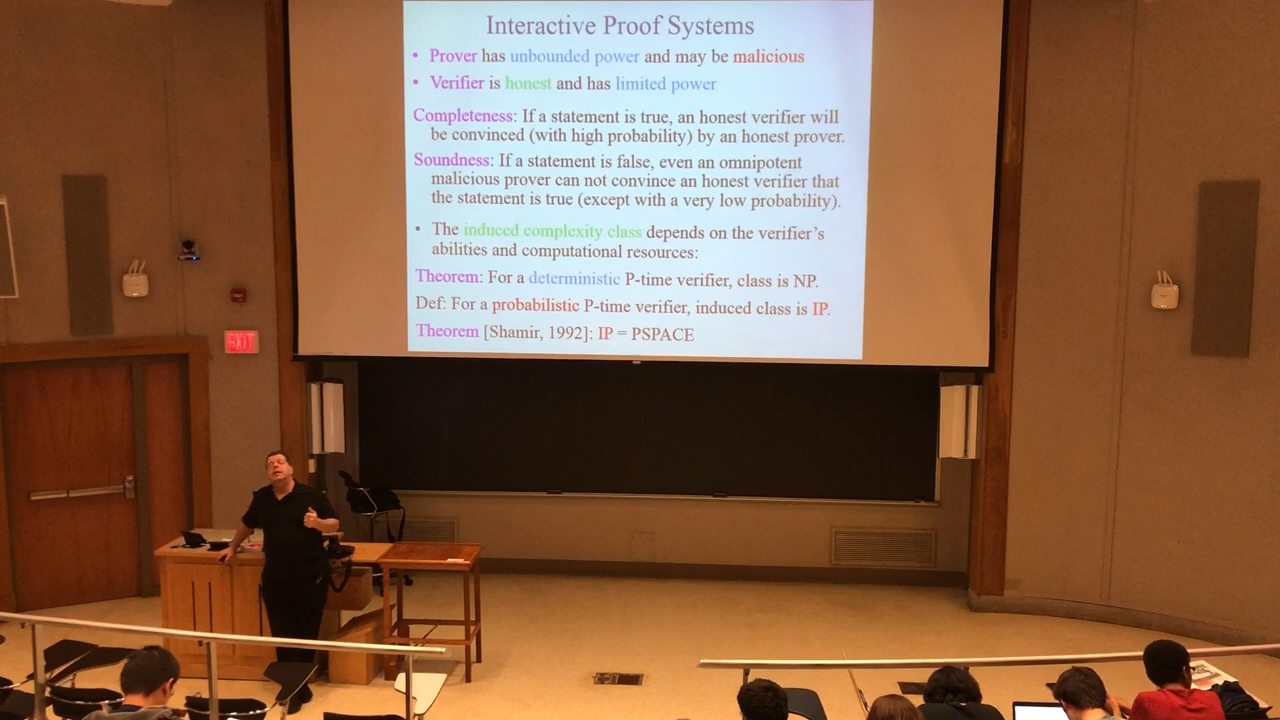 Interactive Proof Systems
• Prover has unbounded power and may be malicious
• Verifier is honest and has limited power
Completeness: If a statement is true, an honest verifier will
be convinced (with high probability) by an honest prover.
Soundness: If a statement is false, even an omnipotent
malicious prover can not convince an honest verifier that
the statement is true (except with a very low probability).
• The induced complexity class depends on the verifier's
abilities and computational resources:
Theorem: For a deterministic P-time verifier, class is NP.
Def: For a probabilistic P-time verifier, induced class is IP.
Theorem [Shamir, 1992]: IP = PSPACE
EXIT